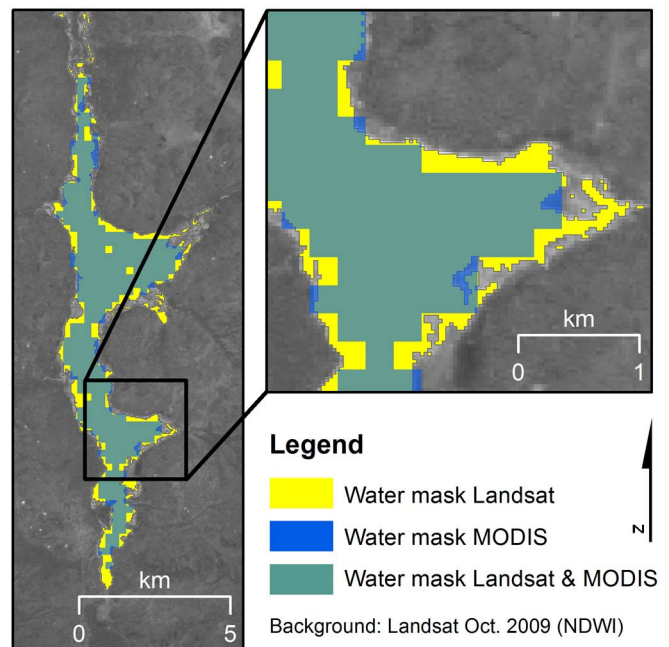 km
0 5
km
0 1
Legend
Water mask Landsat
Water mask MODIS
Water mask Landsat & MODIS
Background: Landsat Oct. 2009 (NDWI)
N